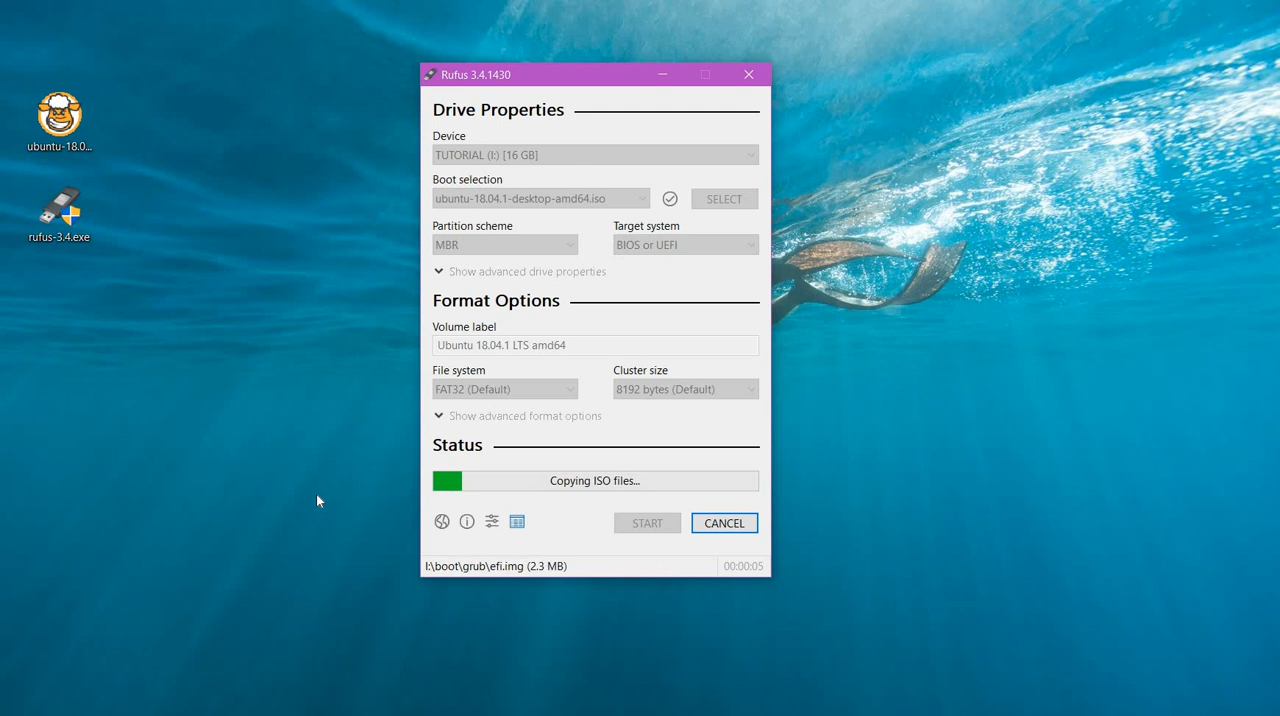 ubuntu-18.0...
rufus-3.4.exe
Rufus 3.4.1430
Drive Properties
Device
TUTORIAL (I:) [16 GB]
Boot selection
ubuntu-18.04.1-desktop-amd64.iso
SELECT
Partition scheme
Target system
MBR
BIOS or UEFI
Show advanced drive properties
Format Options
Volume label
Ubuntu 18.04.1 LTS amd64
File system
Cluster size
FAT32 (Default)
8192 bytes (Default)
Show advanced format options
Status
Copying ISO files...
START
CANCEL
I:\boot\grub\efi.img (2.3 MB)
00:00:05